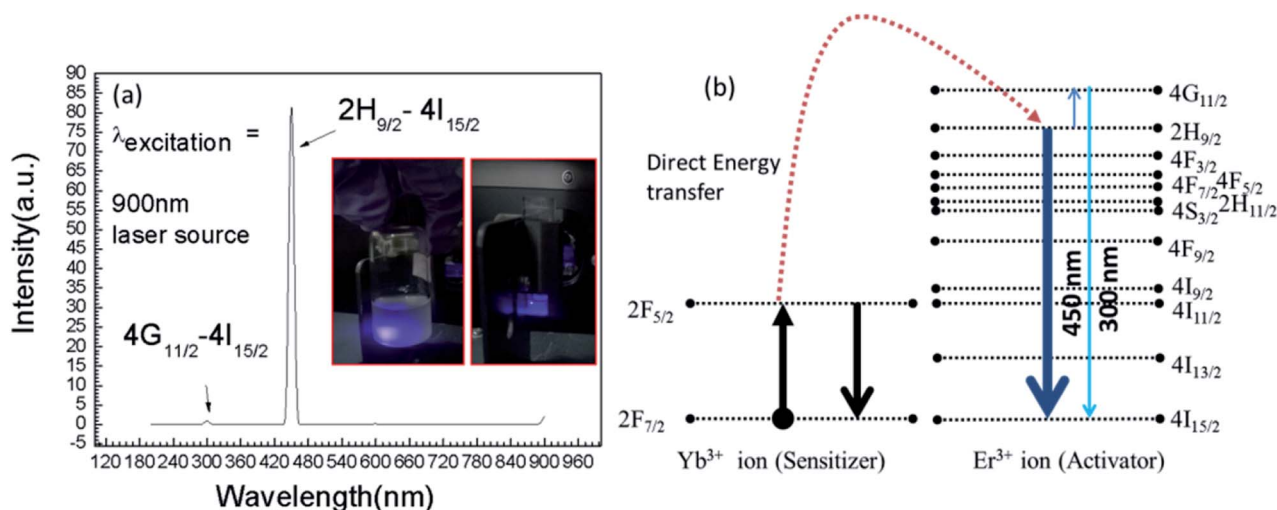 (a)
λexcitation =
900nm
laser source
2H9/2- 4I15/2
4G11/2-4I15/2
Intensity(a.u.)
90
85
80
75
70
65
60
55
50
45
40
35
30
25
20
15
10
5
0
-5
120 180 240 300 360 420 480 540 600 660 720 780 840 900 960
Wavelength(nm)
(b)
Direct Energy
transfer
2F5/2
2F7/2
Yb3+ ion (Sensitizer)
4G11/2
2H9/2
4F3/2
4F7/2 4F5/2
4S3/2 2H11/2
4F9/2
4I9/2
4I11/2
4I13/2
4I15/2
450 nm
300 nm
Er3+ ion (Activator)